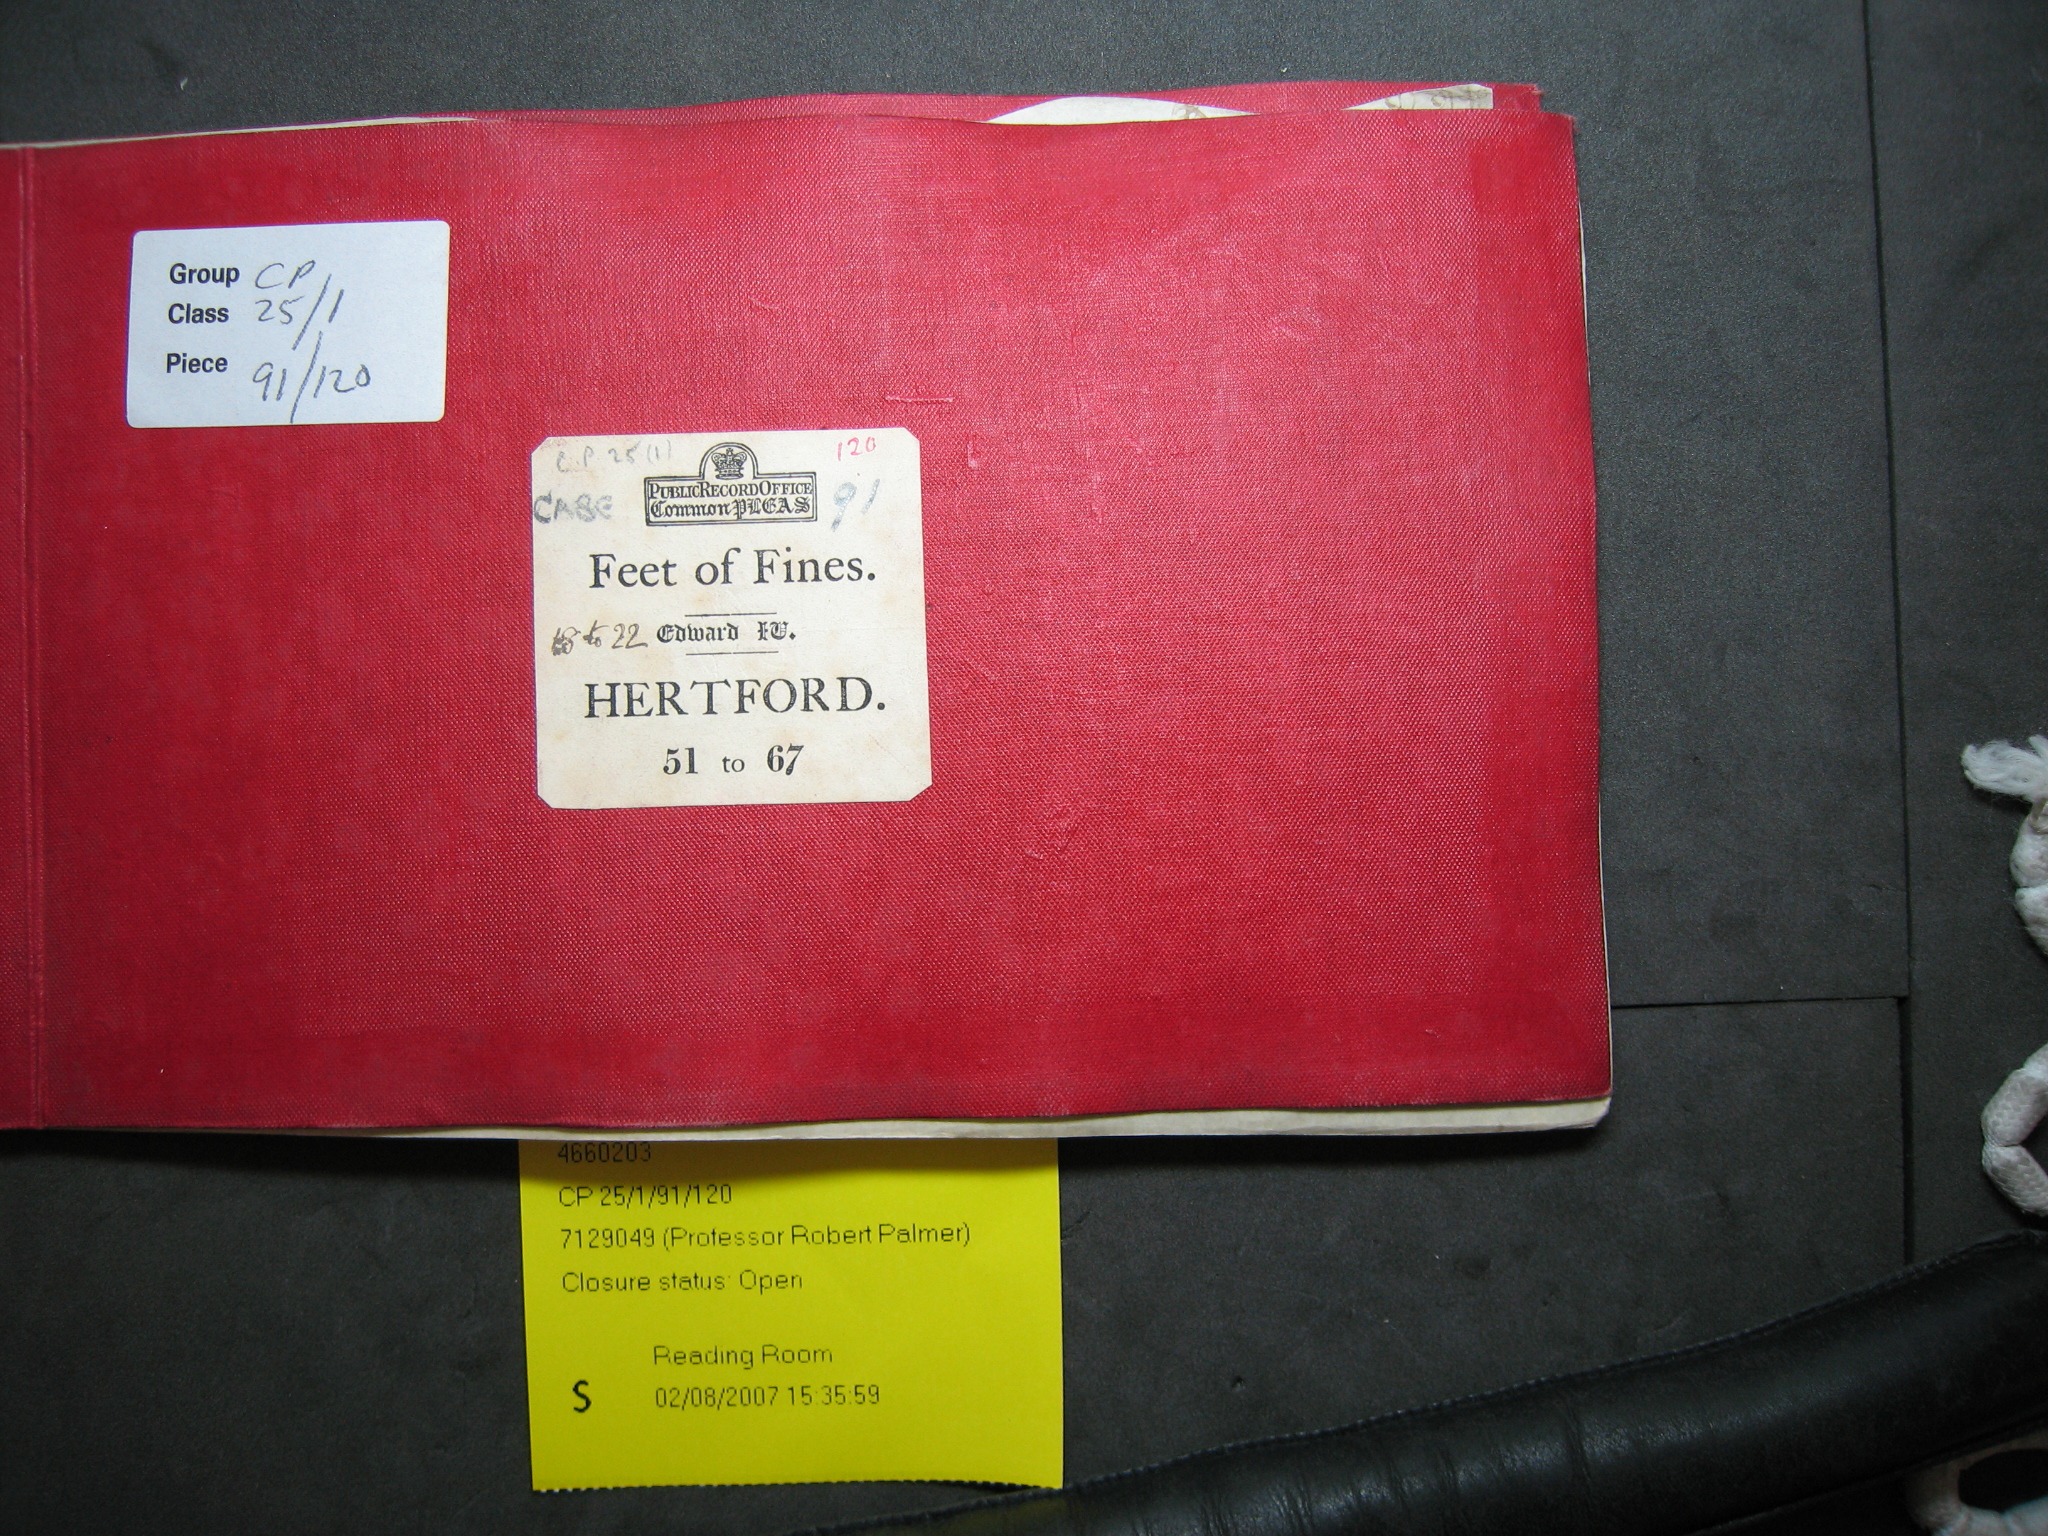 Group CP
Class 25/1
Piece 91/120
C.P. 25(1)
120
PUBLIC RECORD OFFICE
Common PLEAS
CASE
91
Feet of Fines.
to 22 Edward IV.
HERTFORD.
51 to 67
4660203
CP 25/1/91/120
7129049 (Professor Robert Palmer)
Closure status: Open
Reading Room
S 02/08/2007 15:35:59